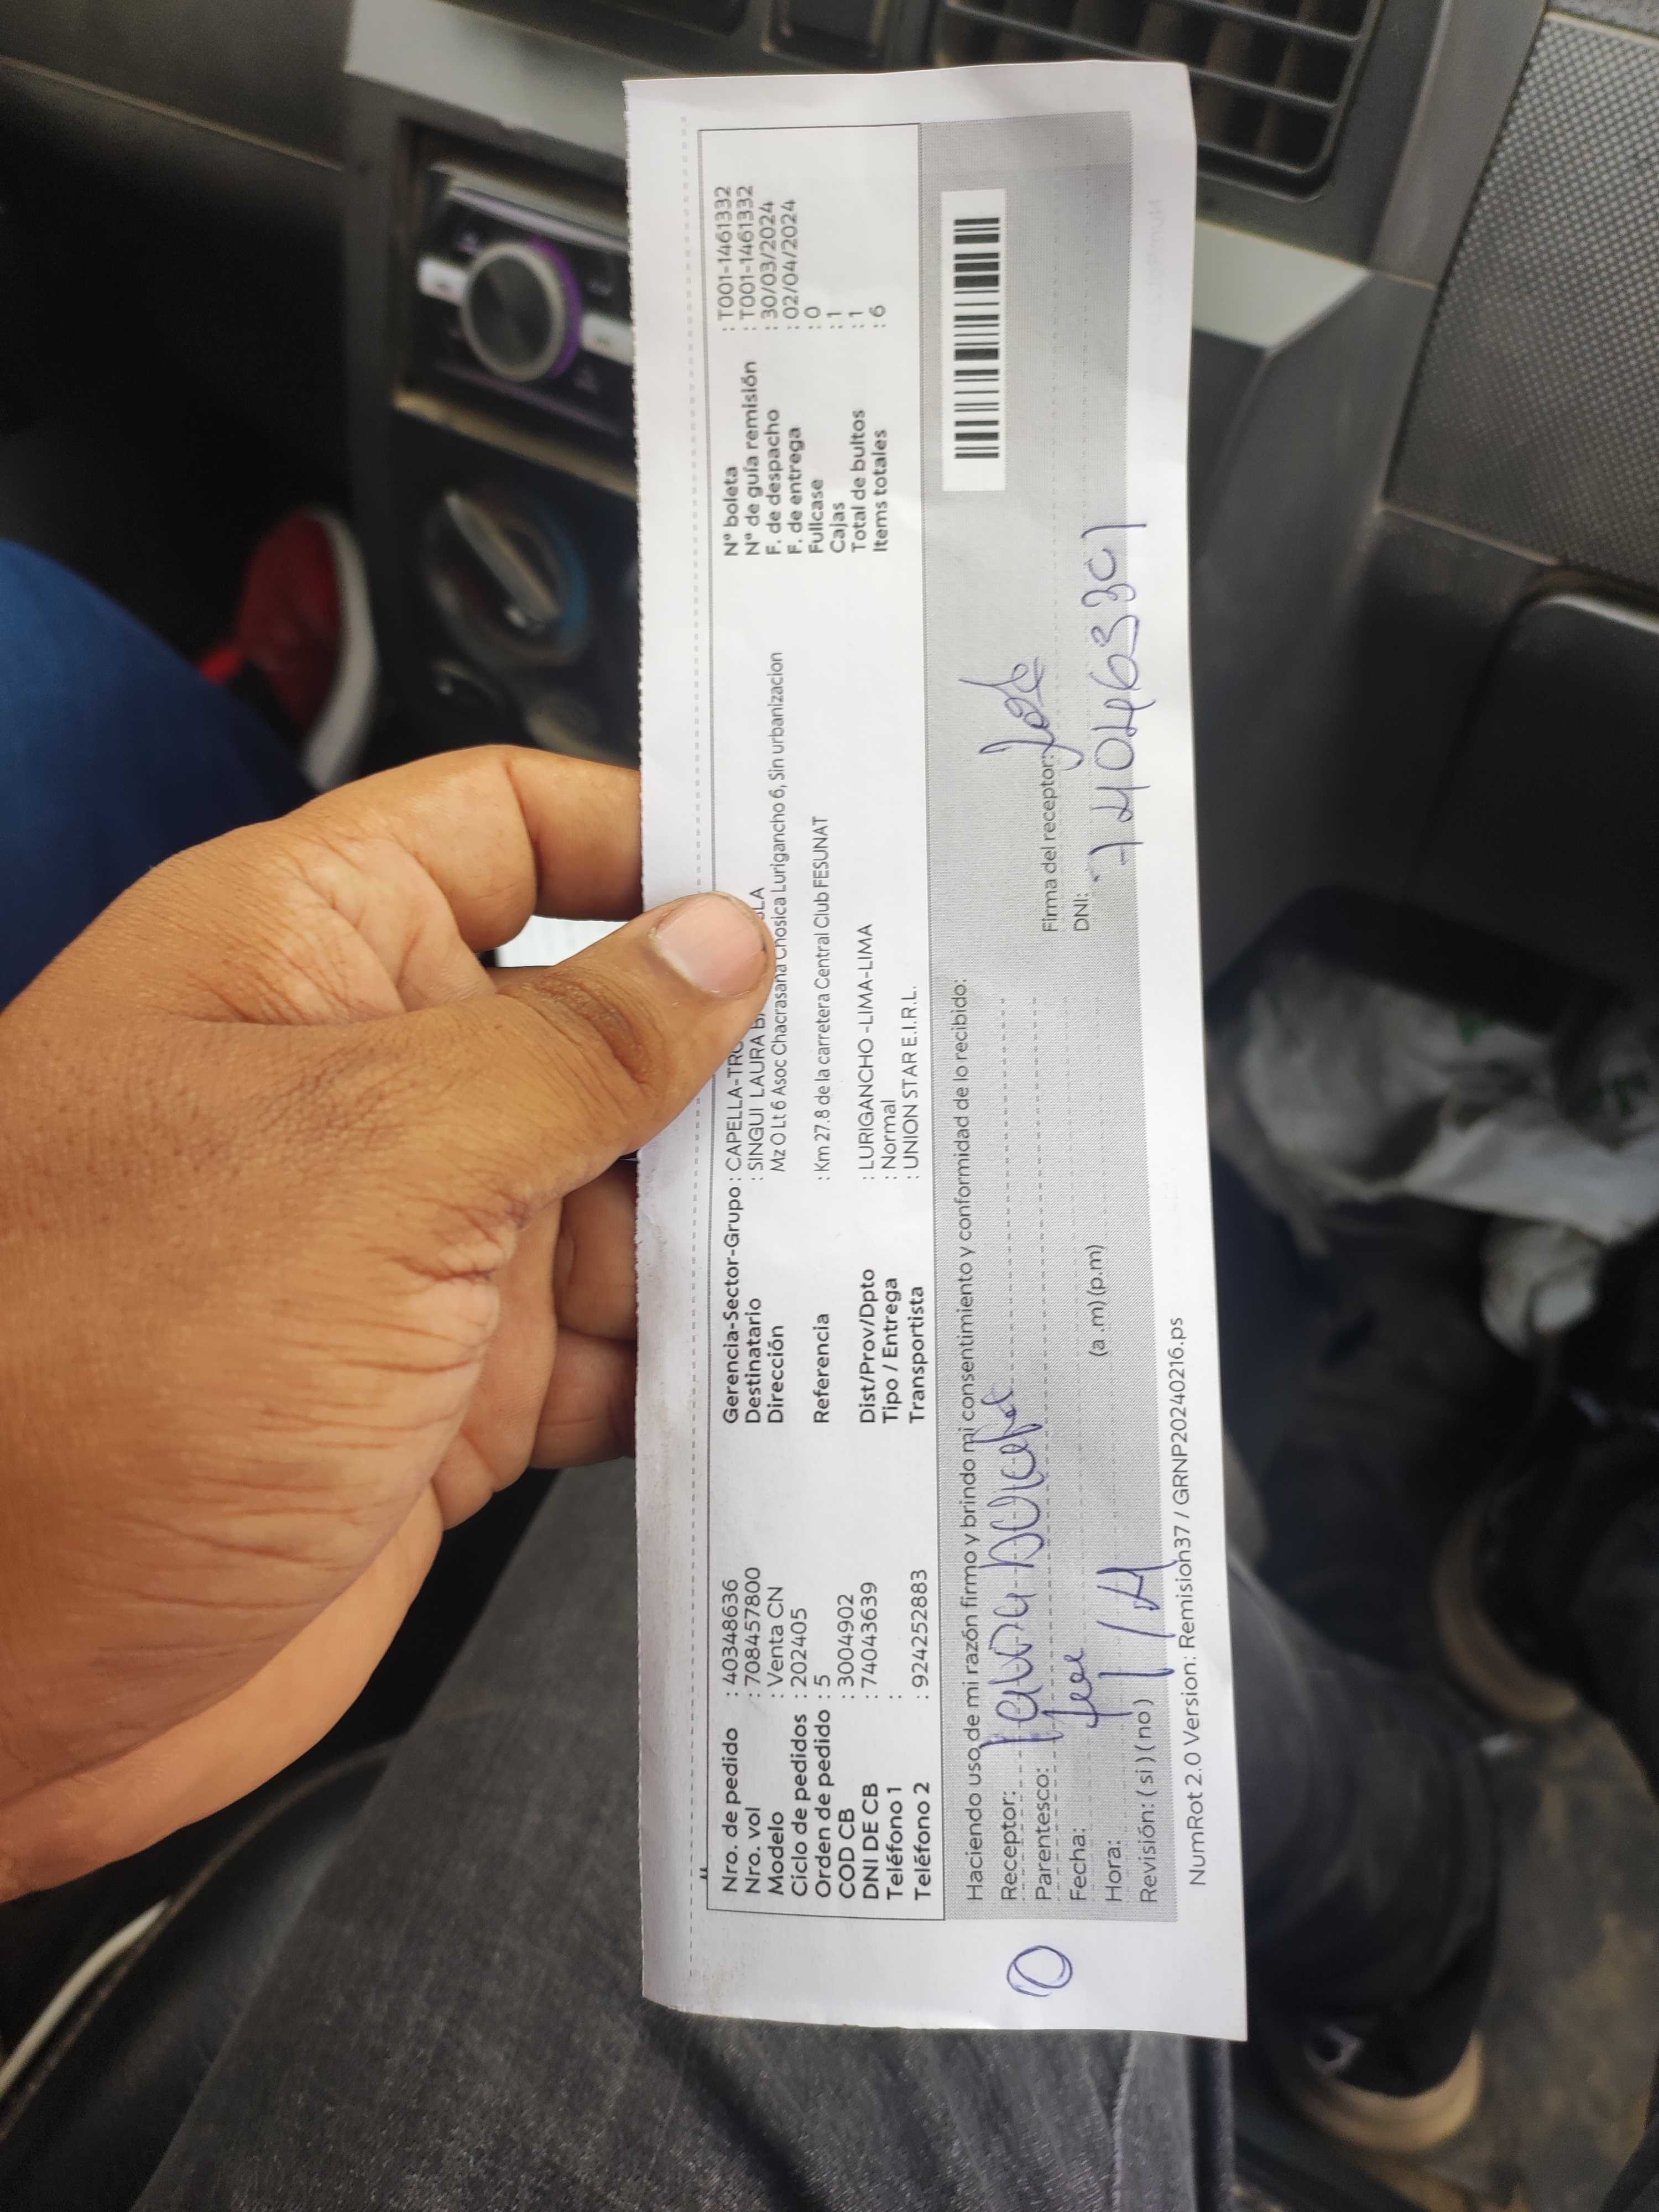 Nro. de pedido : 40348636
Nro. vol : 708457800
Modelo : Venta CN
Ciclo de pedidos : 202405
Orden de pedido : 5
COD CB : 3004902
DNI DE CB : 74043639
Teléfono 1 :
Teléfono 2 : 924252883
Gerencia-Sector-Grupo : CAPELLA-
Destinatario : SINGUI LAURA
Dirección Mz O Lt 6 Asoc Chacrasana Chosica Lurigancho 6, Sin urbanizacion
Referencia : Km 27.8 de la carretera Central Club FESUNAT
Dist/Prov/Dpto : LURIGANCHO -LIMA-LIMA
Tipo / Entrega : Normal
Transportista : UNION STAR E.I.R.L.
N° boleta : T001-1461332
N° de guía remisión : T001-1461332
F. de despacho : 30/03/2024
F. de entrega : 02/04/2024
Fullcase : 0
Cajas : 1
Total de bultos : 1
Items totales : 6
Haciendo uso de mi razón firmo y brindo mi consentimiento y conformidad de lo recibido:
Receptor:
Parentesco:
Fecha:
Hora: (a.m) (p.m)
Revisión: (si) (no)
Firma del receptor:
DNI: 74046330
NumRot 2.0 Version: Remision37 / GRNP20240216.ps